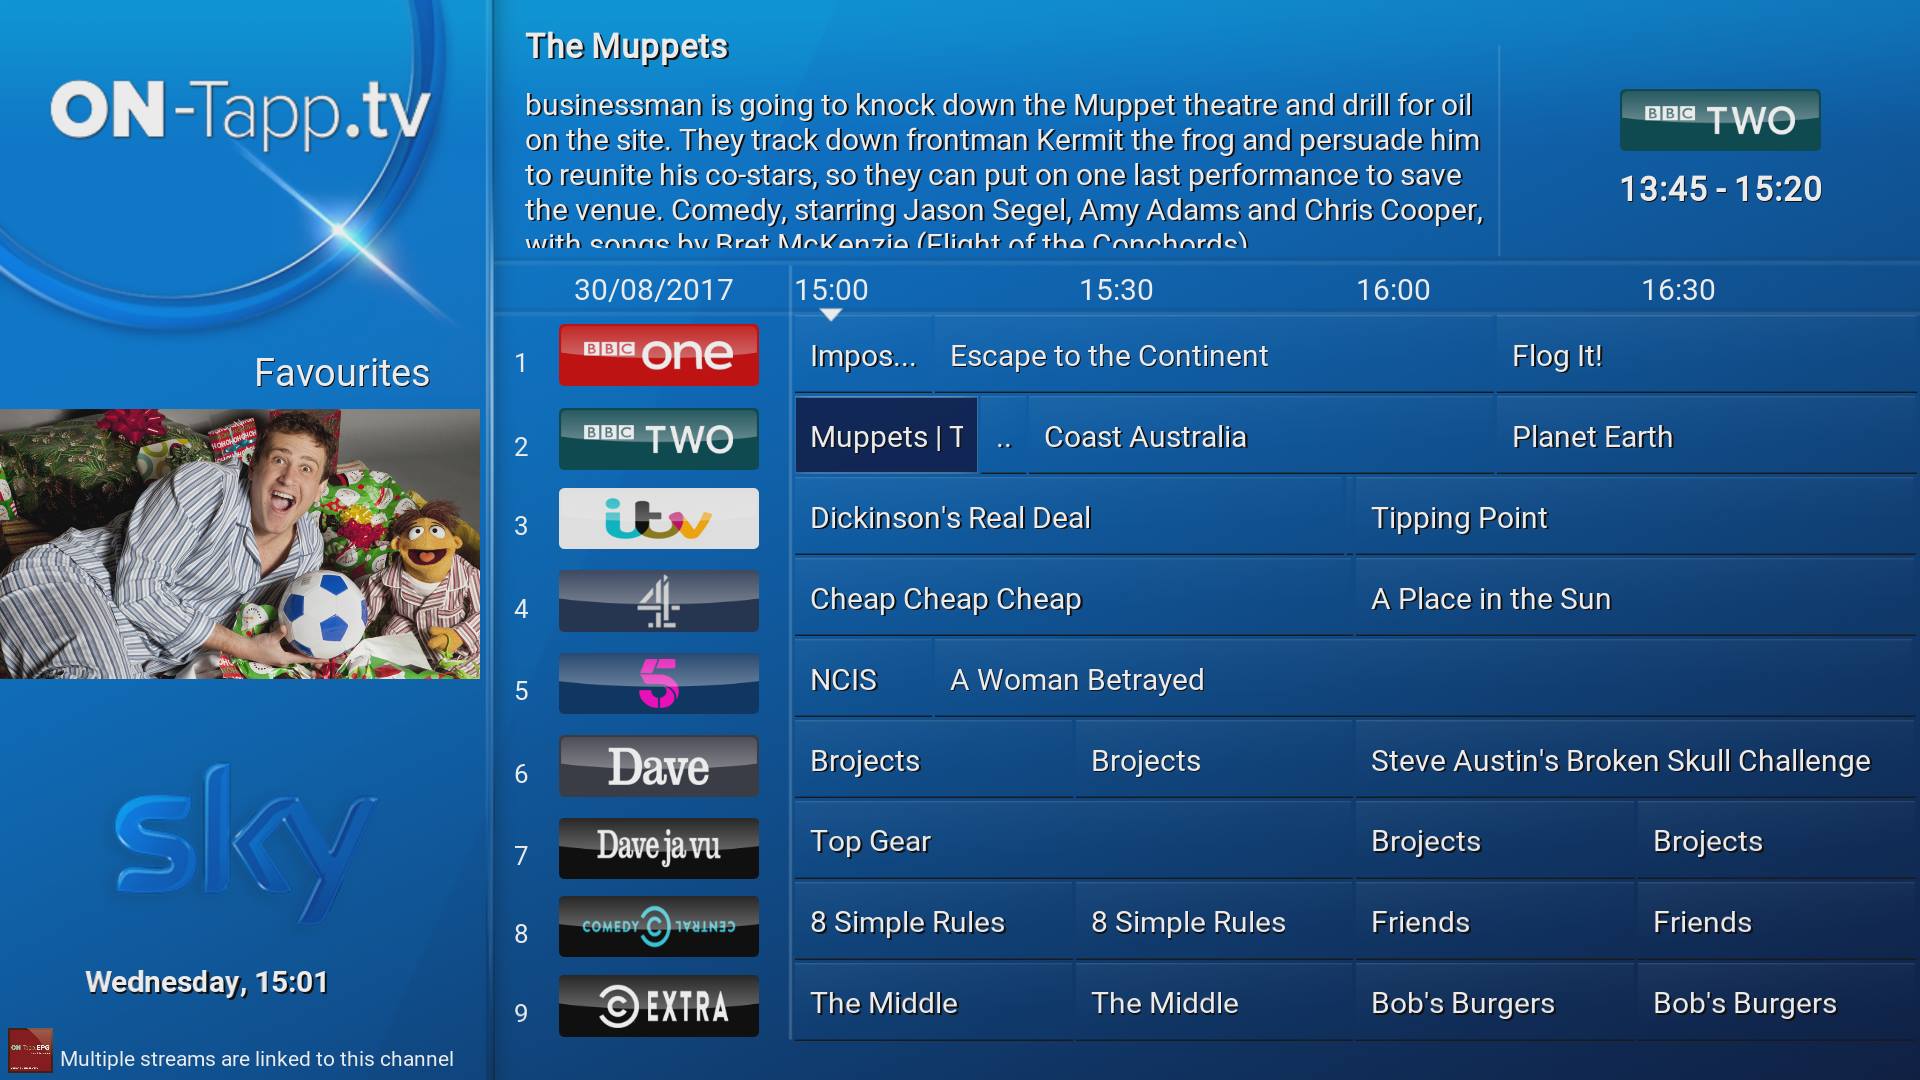 ON-Tapp.tv
The Muppets
businessman is going to knock down the Muppet theatre and drill for oil
on the site. They track down frontman Kermit the frog and persuade him
to reunite his co-stars, so they can put on one last performance to save
the venue. Comedy, starring Jason Segel, Amy Adams and Chris Cooper,
with songs by Bret McKenzie (Flight of the Conchords)
BBC TWO
13:45 - 15:20
Favourites
30/08/2017 15:00 15:30 16:00 16:30
1 BBC one Impos... Escape to the Continent Flog It!
2 BBC TWO Muppets | T .. Coast Australia Planet Earth
3 itv Dickinson's Real Deal Tipping Point
4 4 Cheap Cheap Cheap A Place in the Sun
5 5 NCIS A Woman Betrayed
6 Dave Brojects Brojects Steve Austin's Broken Skull Challenge
7 Dave ja vu Top Gear Brojects Brojects
8 COMEDY CENTRAL 8 Simple Rules 8 Simple Rules Friends Friends
9 EXTRA The Middle The Middle Bob's Burgers Bob's Burgers
sky
Wednesday, 15:01
ON-Tapp.EPG
Multiple streams are linked to this channel